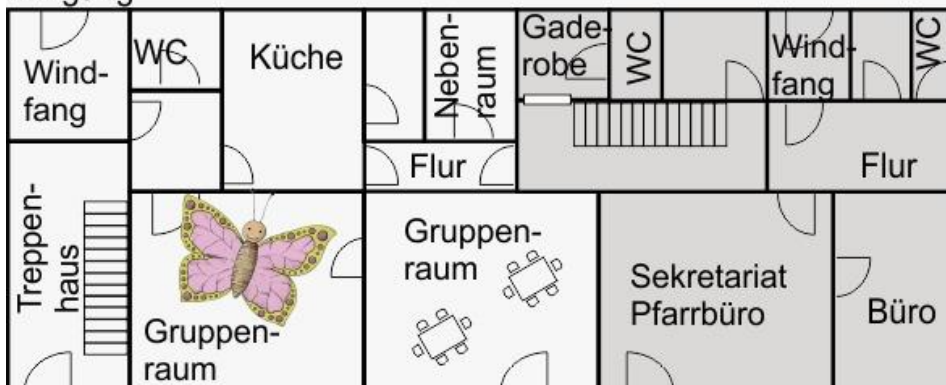 Wind-
fang
WC
Küche
Neben-
raum
Gade-
robe
WC
Wind-
fang
WC
Flur
Flur
Treppen-
haus
Gruppen-
raum
Gruppen-
raum
Sekretariat
Pfarrbüro
Büro